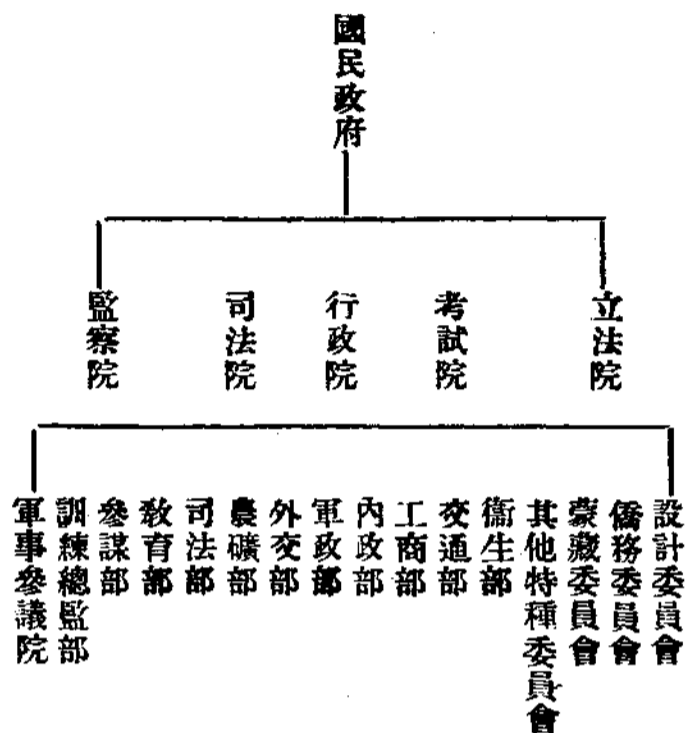 國民政府
立法院
考試院
行政院
司法院
監察院
設計委員會
僑務委員會
蒙藏委員會
其他特種委員會
衞生部
交通部
工商部
內政部
軍政部
外交部
農礦部
司法部
敎育部
參謀部
訓練總監部
軍事參議院